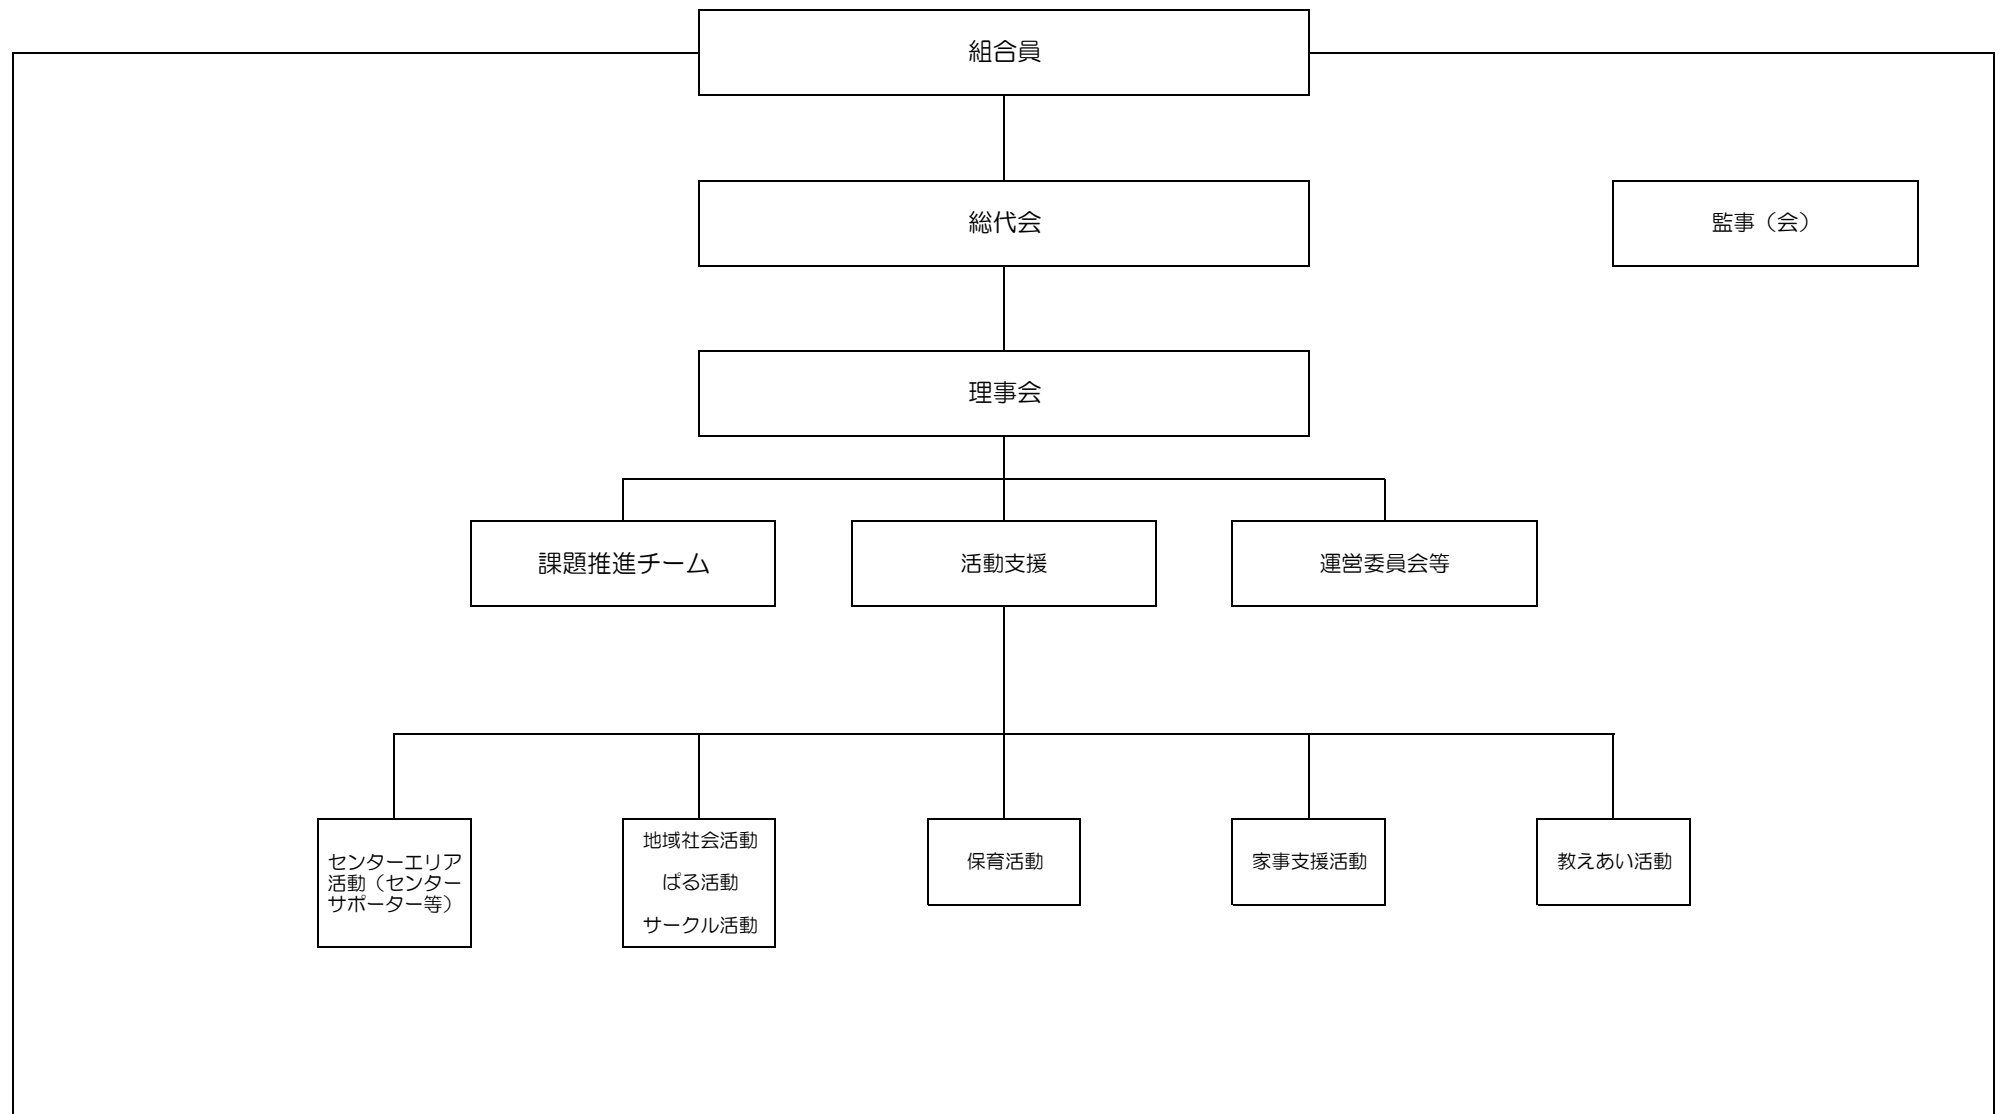 組合員
総代会
監事（会）
理事会
課題推進チーム
活動支援
運営委員会等
センターエリア
活動（センター
サポーター等）
地域社会活動
ぱる活動
サークル活動
保育活動
家事支援活動
教えあい活動